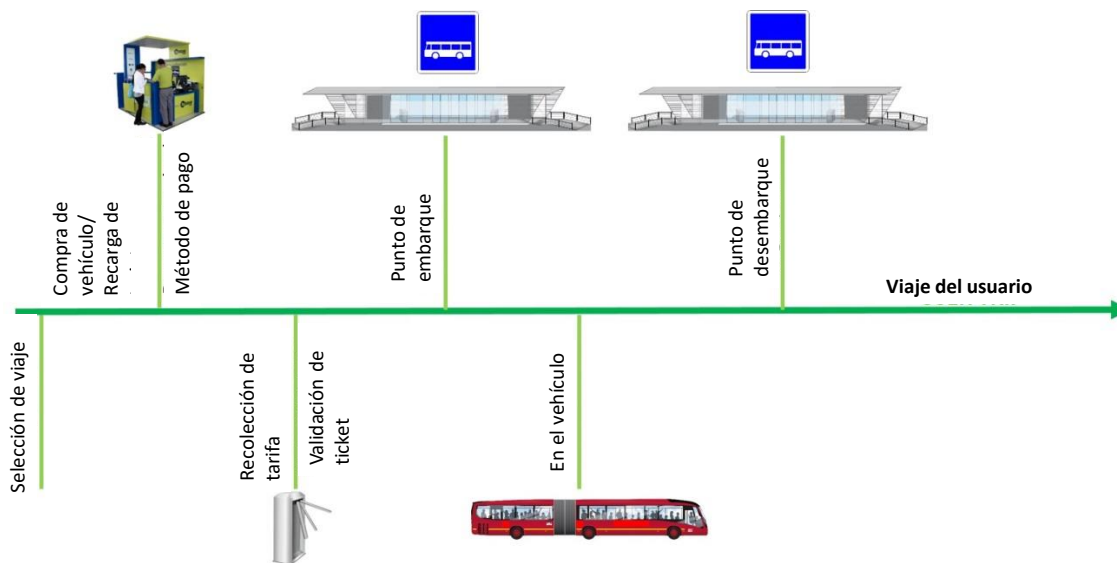 Compra de
vehículo/
Recarga de
Método de pago
Punto de
embarque
Punto de
desembarque
Viaje del usuario
Selección de viaje
Recolección de
tarifa
Validación de
ticket
En el vehículo